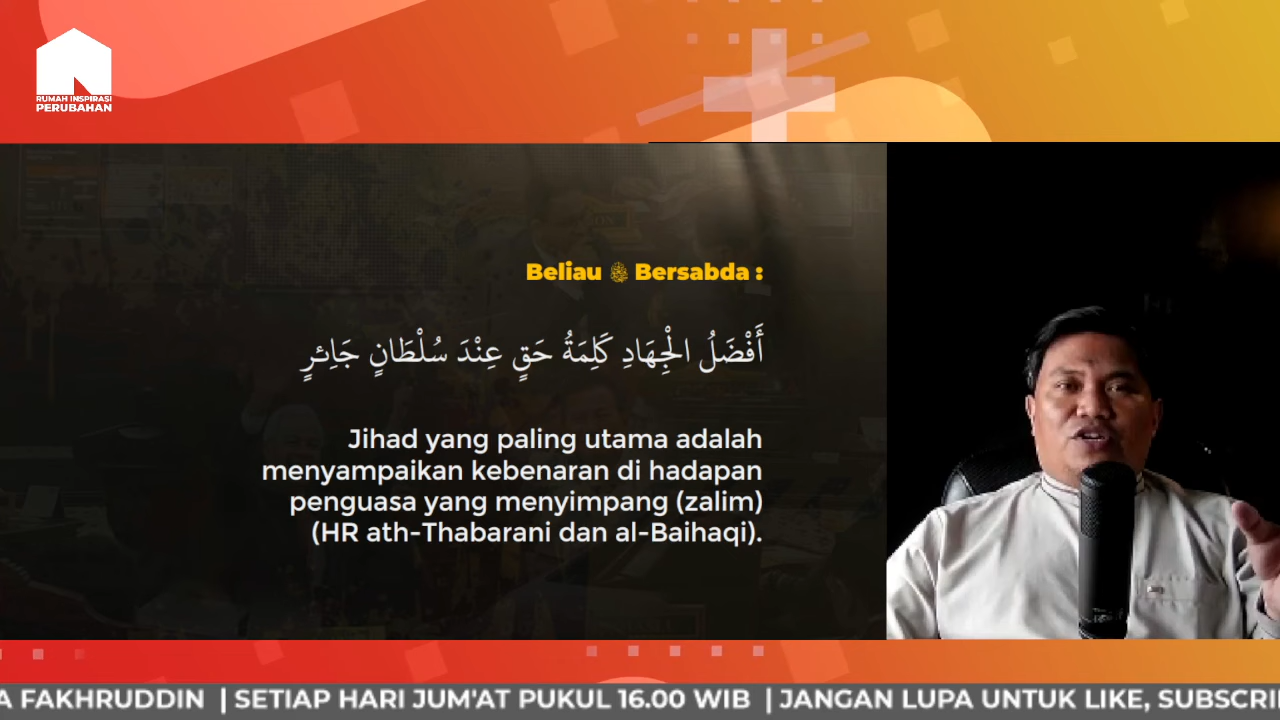 RUMAH INSPIRASI
PERUBAHAN
Beliau ﷺ Bersabda :
أَفْضَلُ الْجِهَادِ كَلِمَةُ حَقٍ عِنْدَ سُلْطَانٍ جَائِرٍ
Jihad yang paling utama adalah
menyampaikan kebenaran di hadapan
penguasa yang menyimpang (zalim)
(HR ath-Thabarani dan al-Baihaqi).
A FAKHRUDDIN | SETIAP HARI JUM'AT PUKUL 16.00 WIB | JANGAN LUPA UNTUK LIKE, SUBSCRI